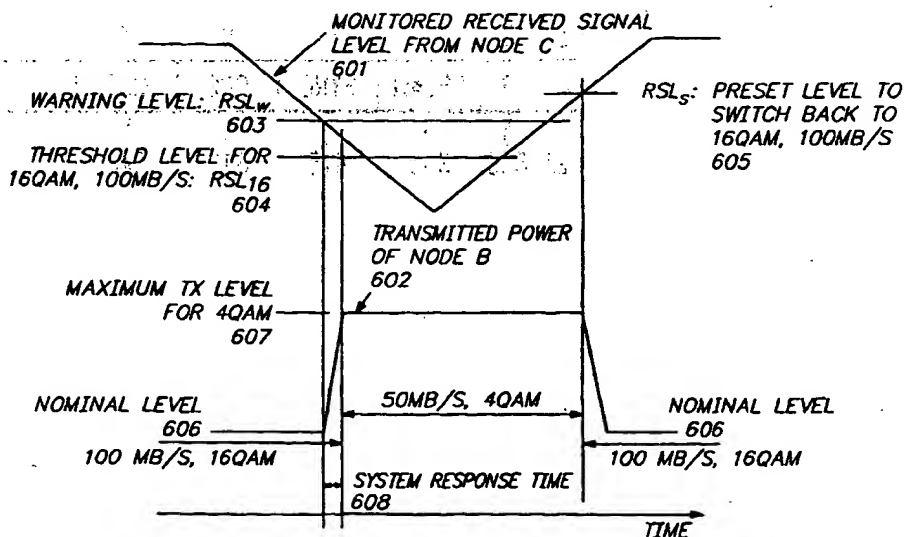 MONITORED RECEIVED SIGNAL
LEVEL FROM NODE C
601
WARNING LEVEL: RSLw
603
THRESHOLD LEVEL FOR
16QAM, 100MB/S: RSL16
604
RSLS: PRESET LEVEL TO
SWITCH BACK TO
16QAM, 100MB/S
605
TRANSMITTED POWER
OF NODE B
602
MAXIMUM TX LEVEL
FOR 4QAM
607
50MB/S, 4QAM
NOMINAL LEVEL
606
100 MB/S, 16QAM
NOMINAL LEVEL
606
100 MB/S, 16QAM
SYSTEM RESPONSE TIME
608
TIME